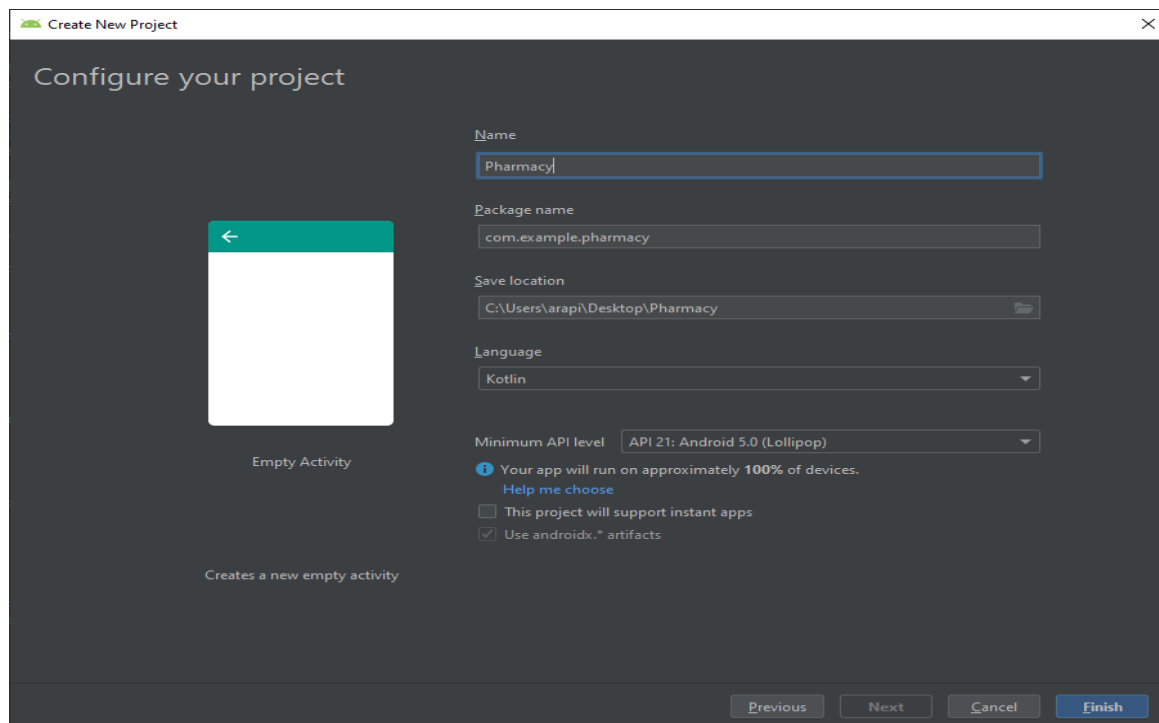 Create New Project
Configure your project
Name
Pharmacy
Package name
com.example.pharmacy
Save location
C:\Users\arapi\Desktop\Pharmacy
Language
Kotlin
Minimum API level API 21: Android 5.0 (Lollipop)
Your app will run on approximately 100% of devices.
Help me choose
This project will support instant apps
Use androidx.* artifacts
Empty Activity
Creates a new empty activity
Previous Next Cancel Finish